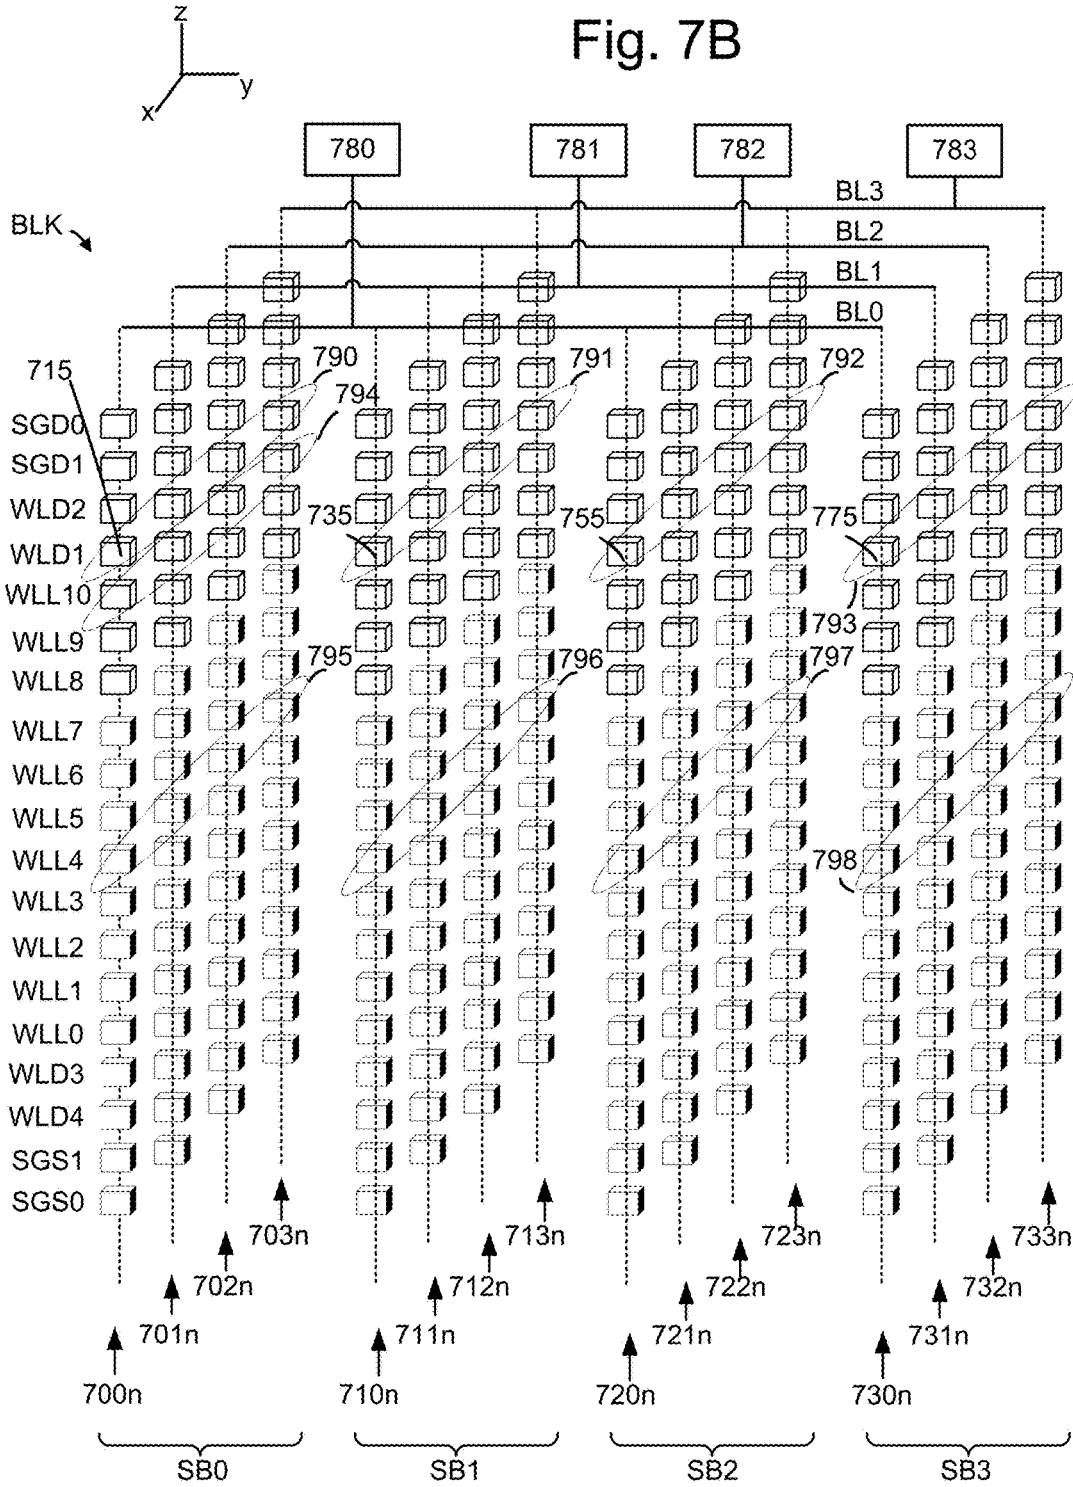 Fig. 7B
z
y
x
780 781 782 783
BL3
BLK
BL2
BL1
BL0
790 791 792
715
794
SGD0
SGD1
WLD2
735 755 775
WLD1
WLL10
793
WLL9
795 796 797
WLL8
WLL7
WLL6
WLL5
WLL4
798
WLL3
WLL2
WLL1
WLL0
WLD3
WLD4
SGS1
SGS0
703n 713n 723n 733n
702n 712n 722n 732n
701n 711n 721n 731n
700n 710n 720n 730n
SB0 SB1 SB2 SB3